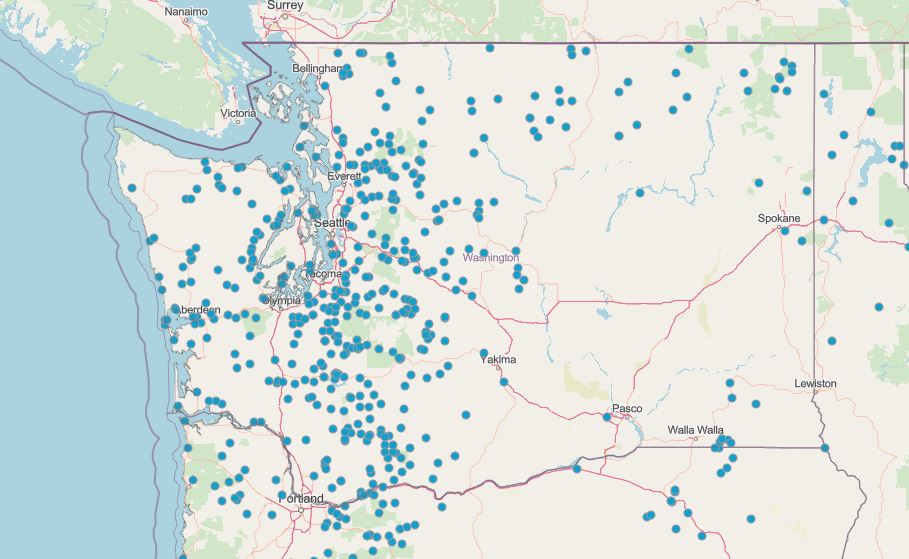 Nanaimo
Surrey
Bellingham
Victoria
Everett
Seattle
Spokane
Washington
Tacoma
Olympia
Aberdeen
Yakima
Lewiston
Pasco
Walla Walla
Portland